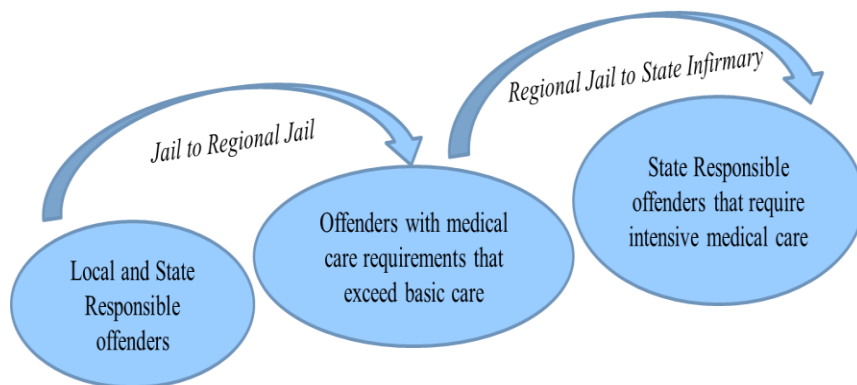 Jail to Regional Jail
Regional Jail to State Infirmary
Local and State
Responsible
offenders
Offenders with medical
care requirements that
exceed basic care
State Responsible
offenders that require
intensive medical care